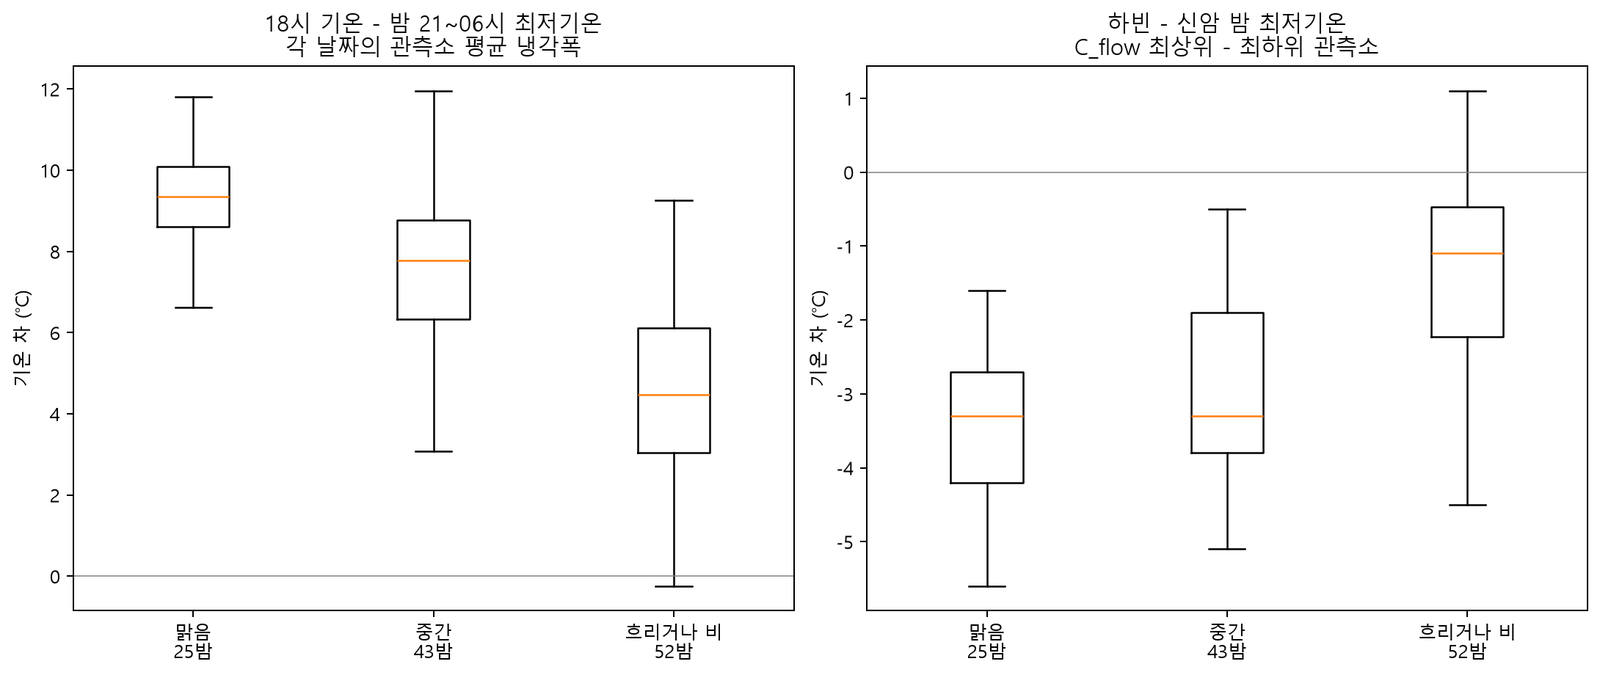 18시 기온 - 밤 21~06시 최저기온
각 날짜의 관측소 평균 냉각폭
기온 차 (°C)
12
10
8
6
4
2
0
맑음
25밤
중간
43밤
흐리거나 비
52밤
하빈 - 신암 밤 최저기온
C_flow 최상위 - 최하위 관측소
기온 차 (°C)
1
0
-1
-2
-3
-4
-5
맑음
25밤
중간
43밤
흐리거나 비
52밤